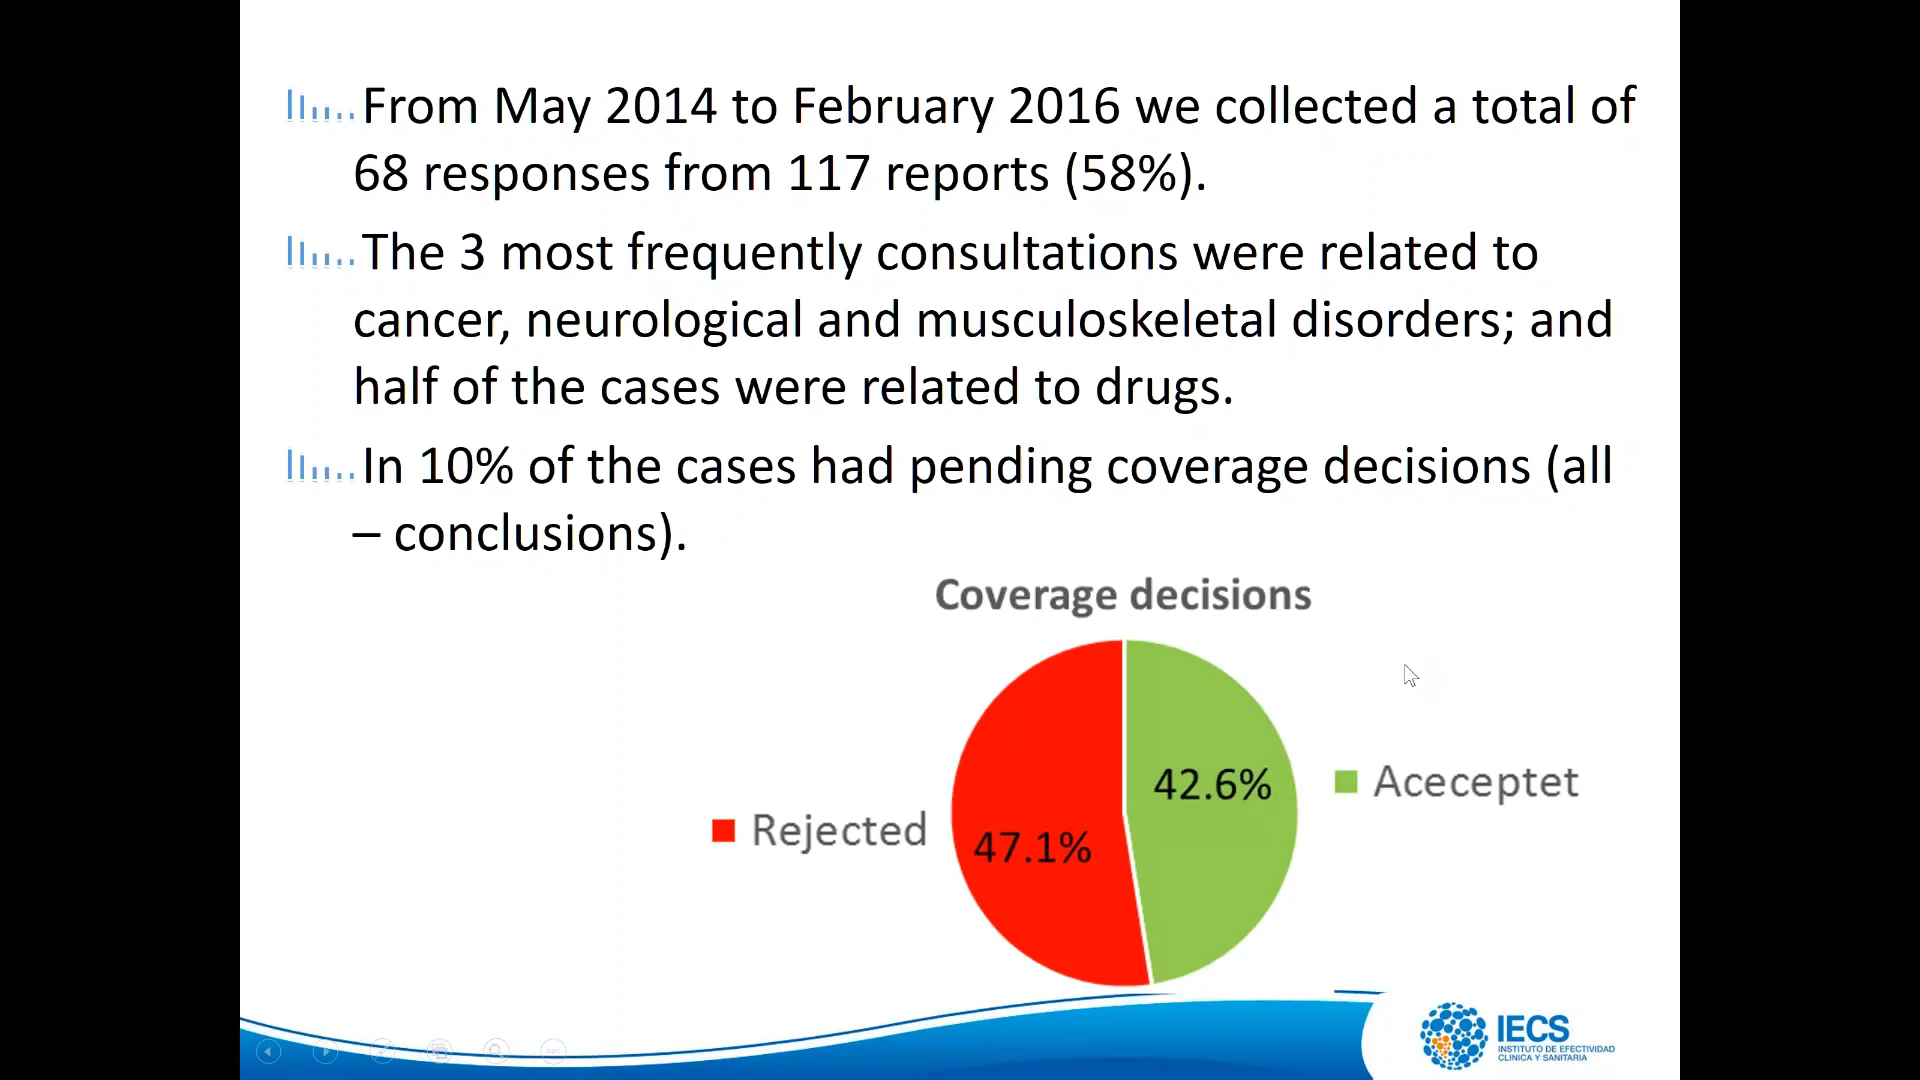 From May 2014 to February 2016 we collected a total of
68 responses from 117 reports (58%).
The 3 most frequently consultations were related to
cancer, neurological and musculoskeletal disorders; and
half of the cases were related to drugs.
In 10% of the cases had pending coverage decisions (all
– conclusions).
Coverage decisions
42.6%
Aceceptet
Rejected
47.1%
IECS
INSTITUTO DE EFECTIVIDAD
CLINICA Y SANITARIA